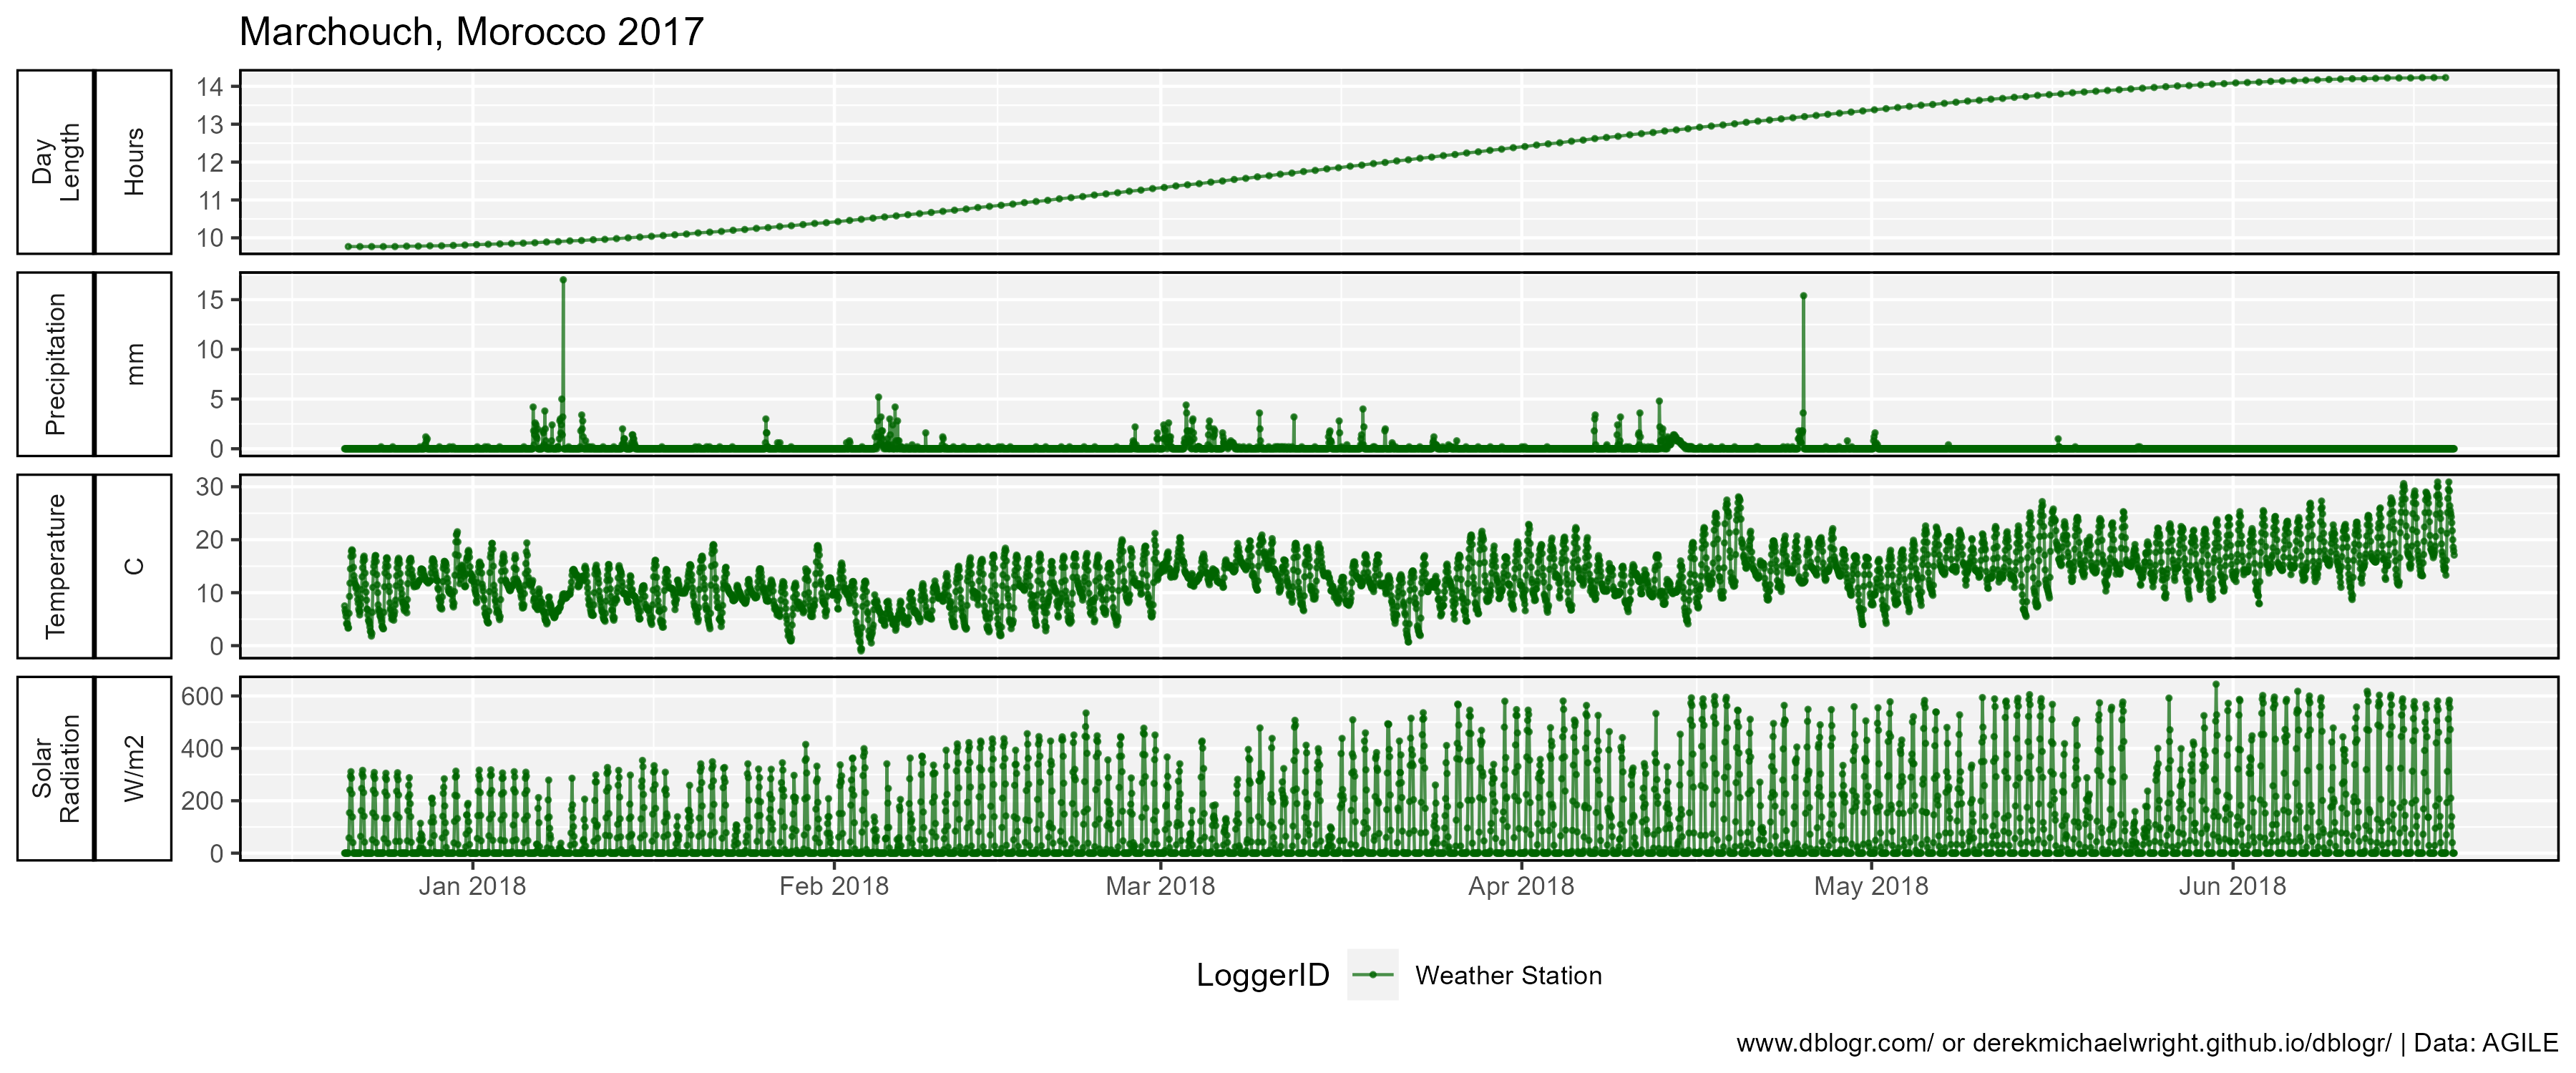 Marchouch, Morocco 2017
Day
Length
Hours
14
13
12
11
10
Precipitation
mm
15
10
5
0
Temperature
C
30
20
10
0
Solar
Radiation
W/m2
600
400
200
0
Jan 2018
Feb 2018
Mar 2018
Apr 2018
May 2018
Jun 2018
LoggerID
Weather Station
www.dblogr.com/ or derekmichaelwright.github.io/dblogr/ | Data: AGILE